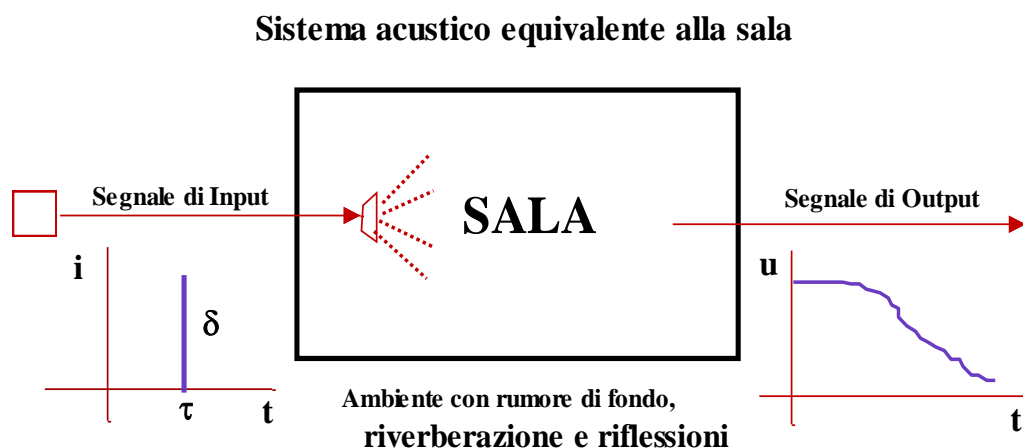 Sistema acustico equivalente alla sala
Segnale di Input
SALA
Segnale di Output
i
δ
τ
t
u
t
Ambiente con rumore di fondo,
riverberazione e riflessioni